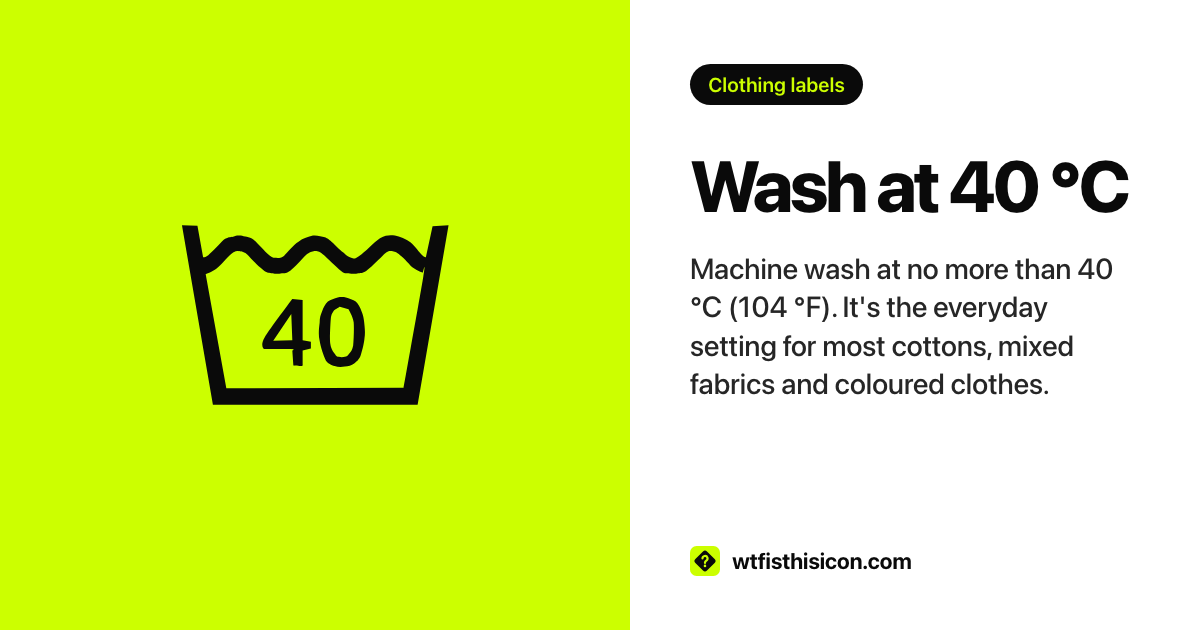 40
Clothing labels
Wash at 40 °C
Machine wash at no more than 40
°C (104 °F). It's the everyday
setting for most cottons, mixed
fabrics and coloured clothes.
?
wtfisthisicon.com